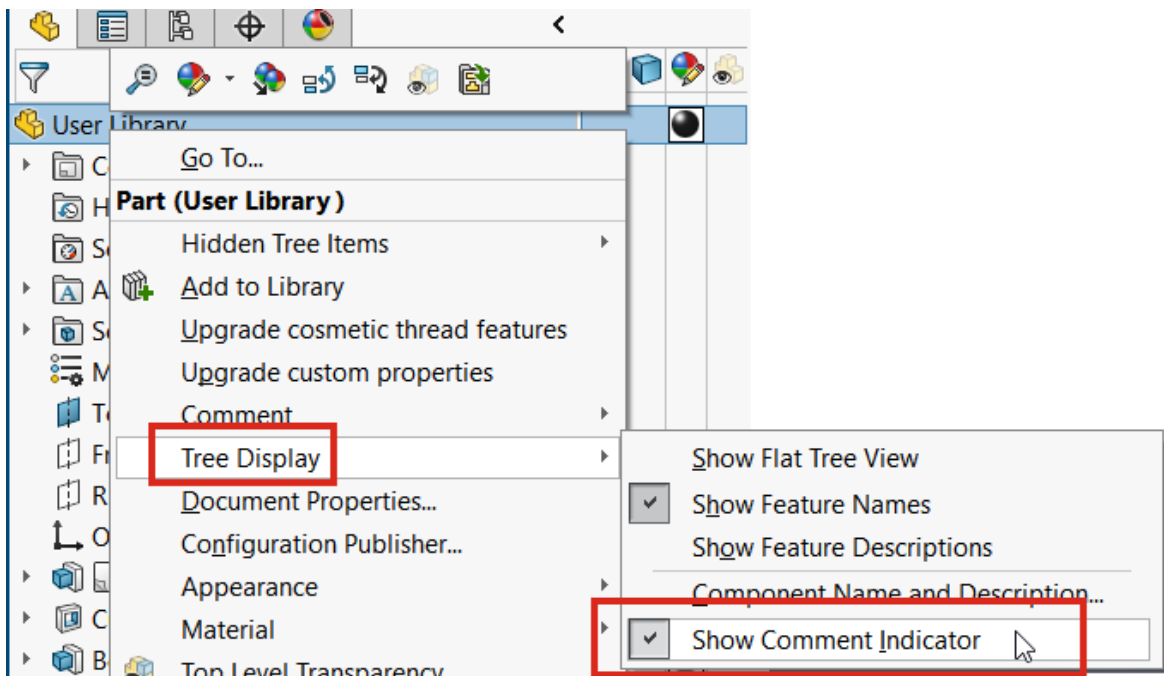 User Library
Go To...
Part (User Library)
Hidden Tree Items
Add to Library
Upgrade cosmetic thread features
Upgrade custom properties
Comment
Tree Display
Document Properties...
Configuration Publisher...
Appearance
Material
Top Level Transparency
Show Flat Tree View
Show Feature Names
Show Feature Descriptions
Component Name and Description...
Show Comment Indicator